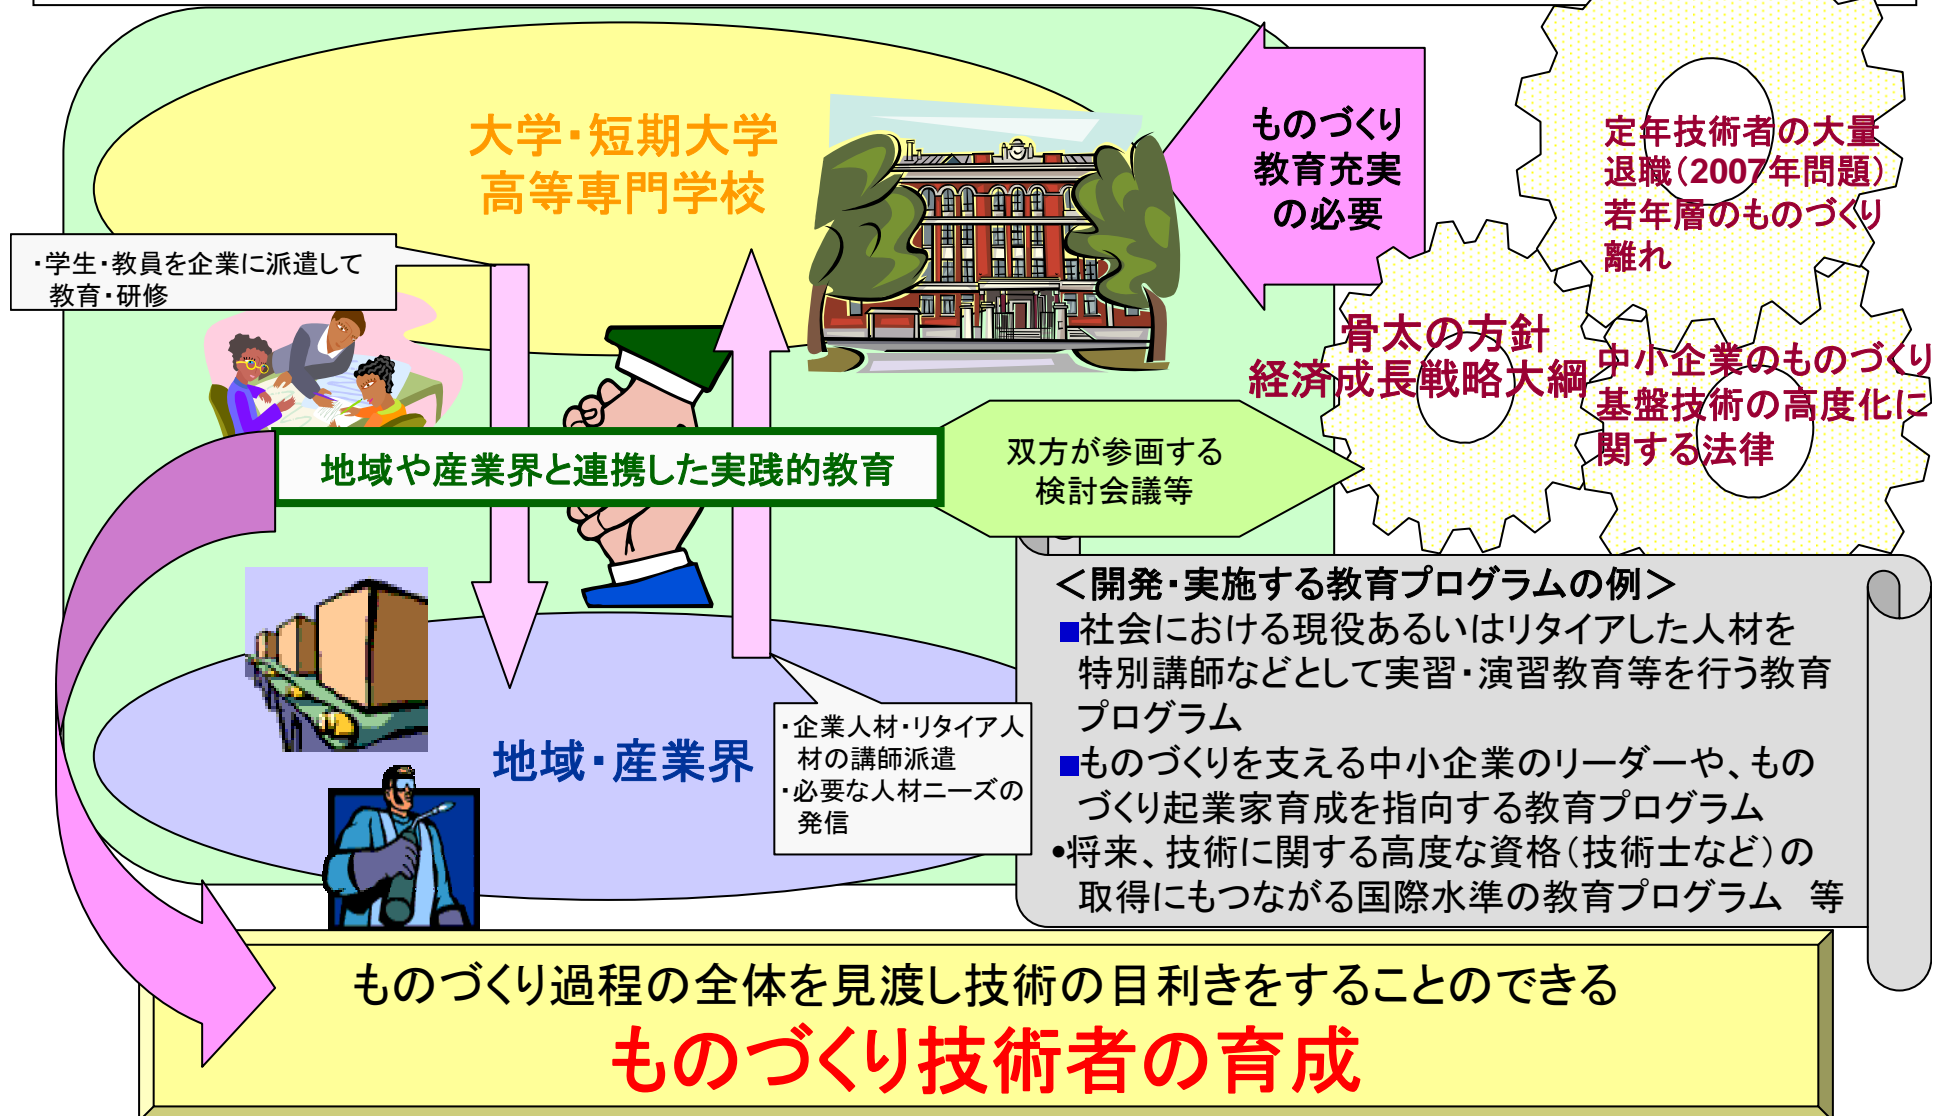 大学・短期大学
高等専門学校
ものづくり
教育充実
の必要
定年技術者の大量
退職(2007年問題)
若年層のものづくり
離れ
・学生・教員を企業に派遣して
教育・研修
骨太の方針
経済成長戦略大綱
中小企業のものづくり
基盤技術の高度化に
関する法律
地域や産業界と連携した実践的教育
双方が参画する
検討会議等
＜開発・実施する教育プログラムの例＞
■社会における現役あるいはリタイアした人材を
特別講師などとして実習・演習教育等を行う教育
プログラム
■ものづくりを支える中小企業のリーダーや、もの
づくり起業家育成を指向する教育プログラム
•将来、技術に関する高度な資格(技術士など)の
取得にもつながる国際水準の教育プログラム　等
地域・産業界
・企業人材・リタイア人
材の講師派遣
・必要な人材ニーズの
発信
ものづくり過程の全体を見渡し技術の目利きをすることのできる
ものづくり技術者の育成